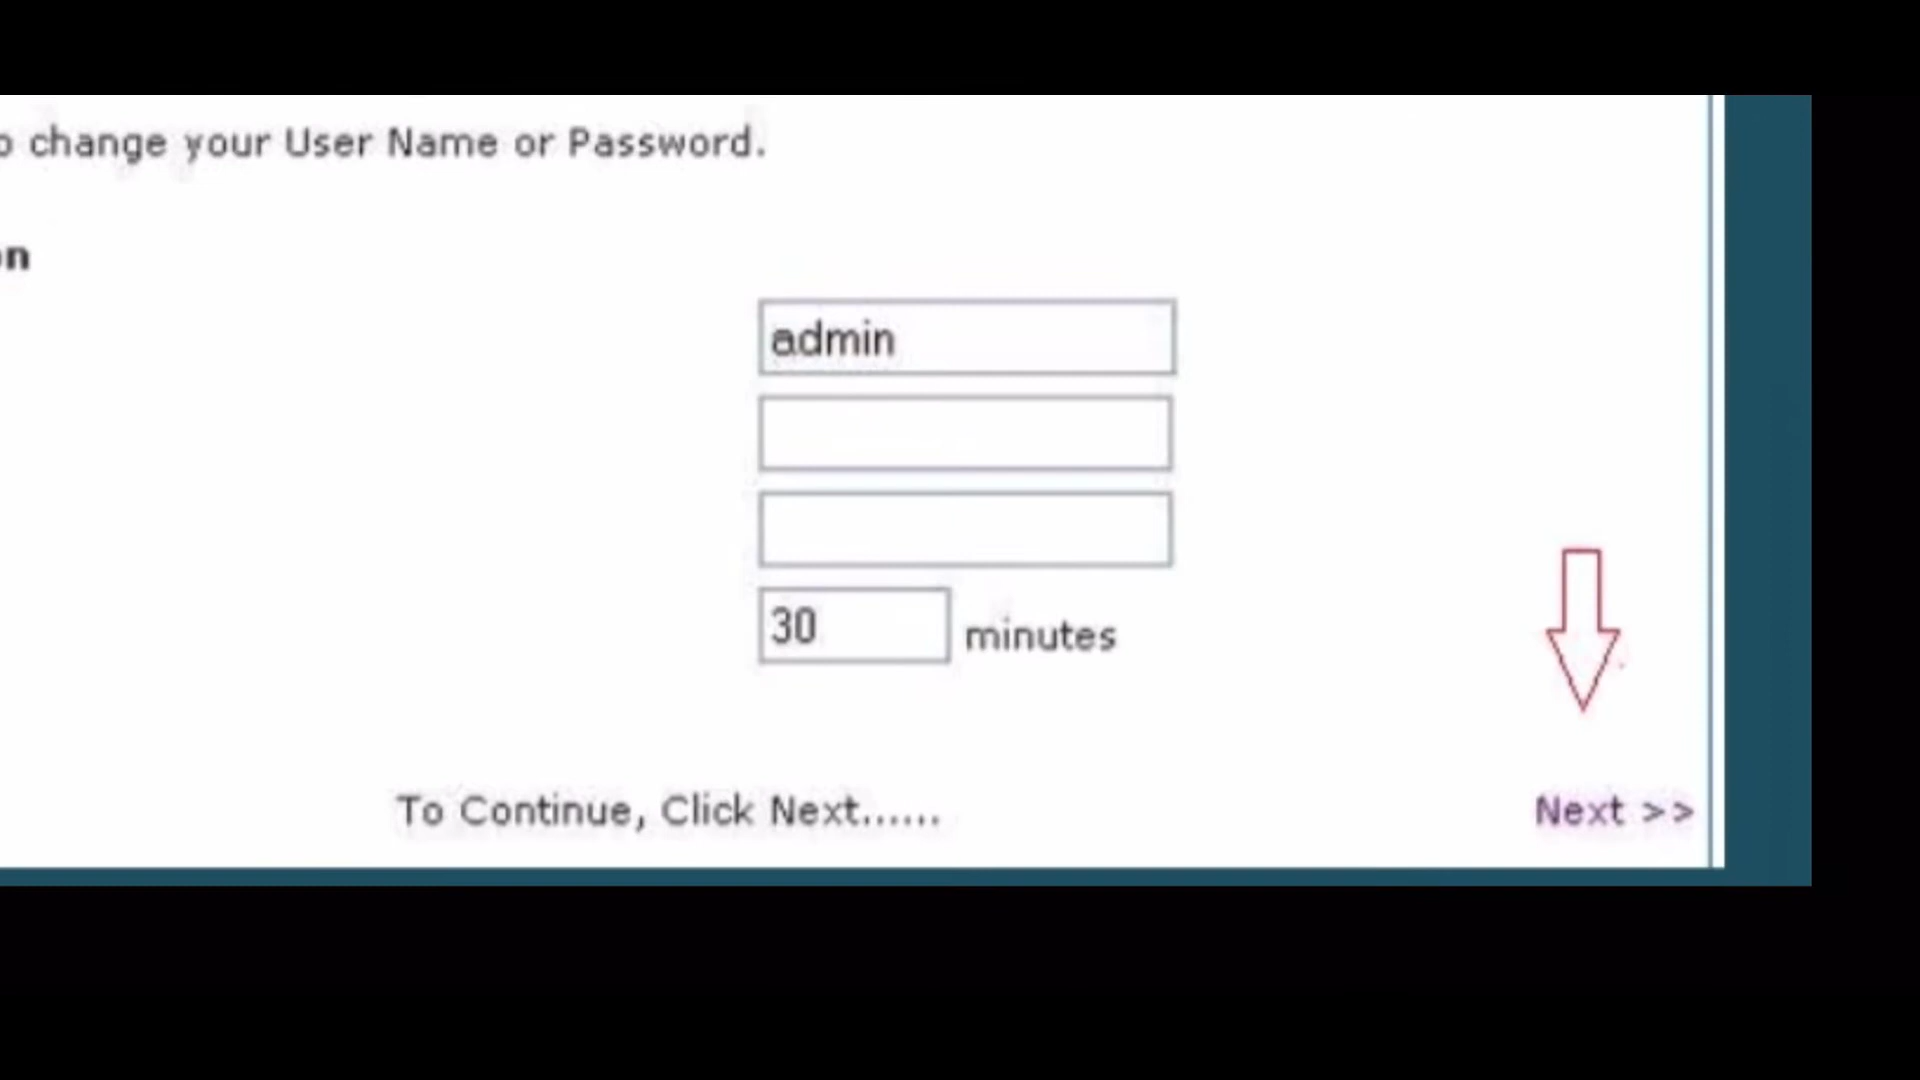 change your User Name or Password.
admin
30 minutes
To Continue, Click Next......
Next >>